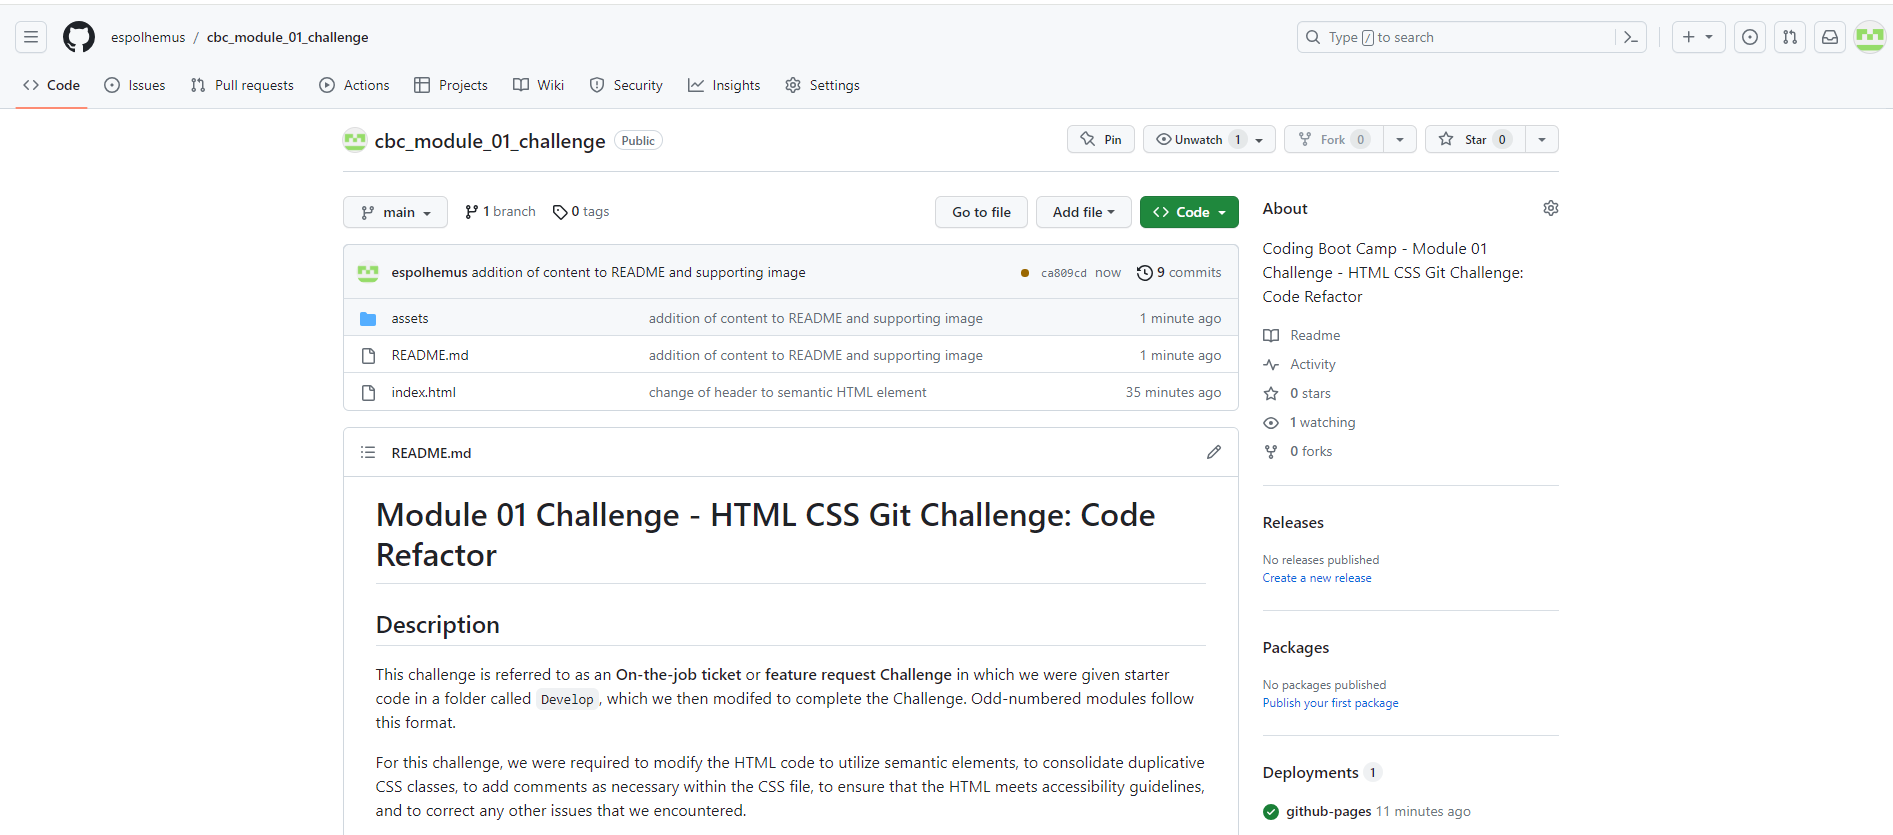 espolhemus / cbc_module_01_challenge
Type / to search
Code Issues Pull requests Actions Projects Wiki Security Insights Settings
cbc_module_01_challenge Public
Pin Unwatch 1 Fork 0 Star 0
main 1 branch 0 tags Go to file Add file Code
espolhemus addition of content to README and supporting image ca809cd now 9 commits
assets addition of content to README and supporting image 1 minute ago
README.md addition of content to README and supporting image 1 minute ago
index.html change of header to semantic HTML element 35 minutes ago
README.md
Module 01 Challenge - HTML CSS Git Challenge: Code
Refactor
Description
This challenge is referred to as an On-the-job ticket or feature request Challenge in which we were given starter
code in a folder called Develop, which we then modifed to complete the Challenge. Odd-numbered modules follow
this format.
For this challenge, we were required to modify the HTML code to utilize semantic elements, to consolidate duplicative
CSS classes, to add comments as necessary within the CSS file, to ensure that the HTML meets accessibility guidelines,
and to correct any other issues that we encountered.
About
Coding Boot Camp - Module 01
Challenge - HTML CSS Git Challenge:
Code Refactor
Readme
Activity
0 stars
1 watching
0 forks
Releases
No releases published
Create a new release
Packages
No packages published
Publish your first package
Deployments 1
github-pages 11 minutes ago